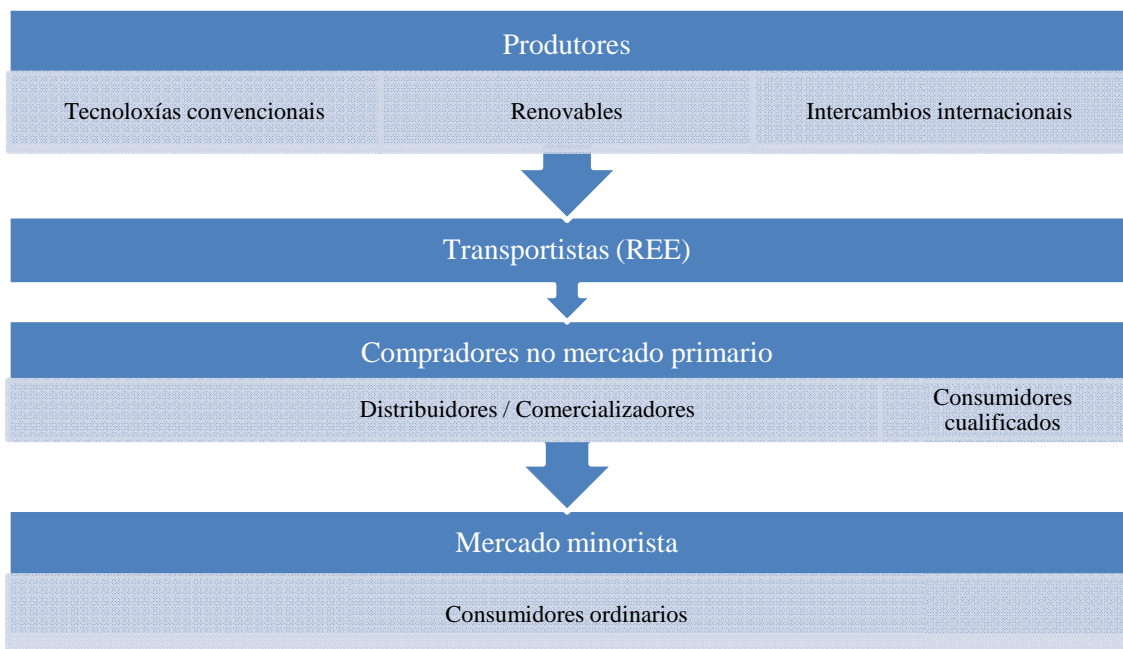 Produtores
Tecnoloxías convencionais
Renovables
Intercambios internacionais
Transportistas (REE)
Compradores no mercado primario
Distribuidores / Comercializadores
Consumidores
cualificados
Mercado minorista
Consumidores ordinarios